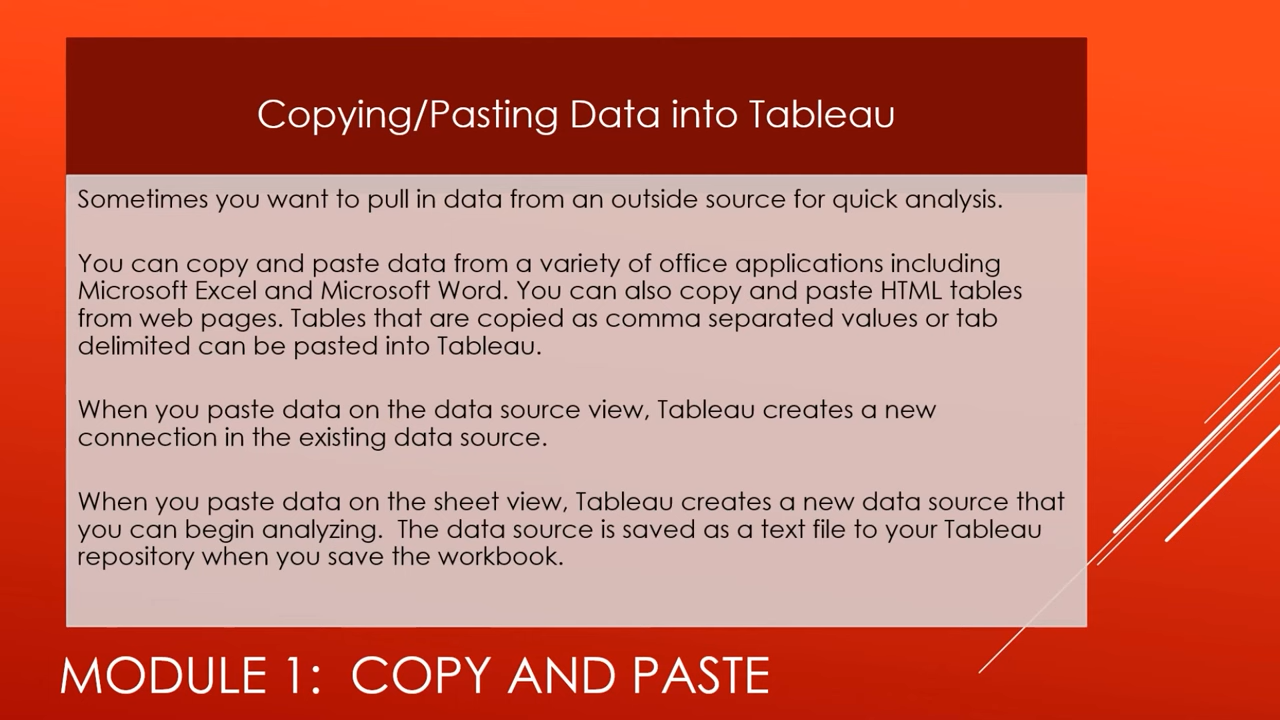 Copying/Pasting Data into Tableau
Sometimes you want to pull in data from an outside source for quick analysis.
You can copy and paste data from a variety of office applications including
Microsoft Excel and Microsoft Word. You can also copy and paste HTML tables
from web pages. Tables that are copied as comma separated values or tab
delimited can be pasted into Tableau.
When you paste data on the data source view, Tableau creates a new
connection in the existing data source.
When you paste data on the sheet view, Tableau creates a new data source that
you can begin analyzing.  The data source is saved as a text file to your Tableau
repository when you save the workbook.
MODULE 1:  COPY AND PASTE